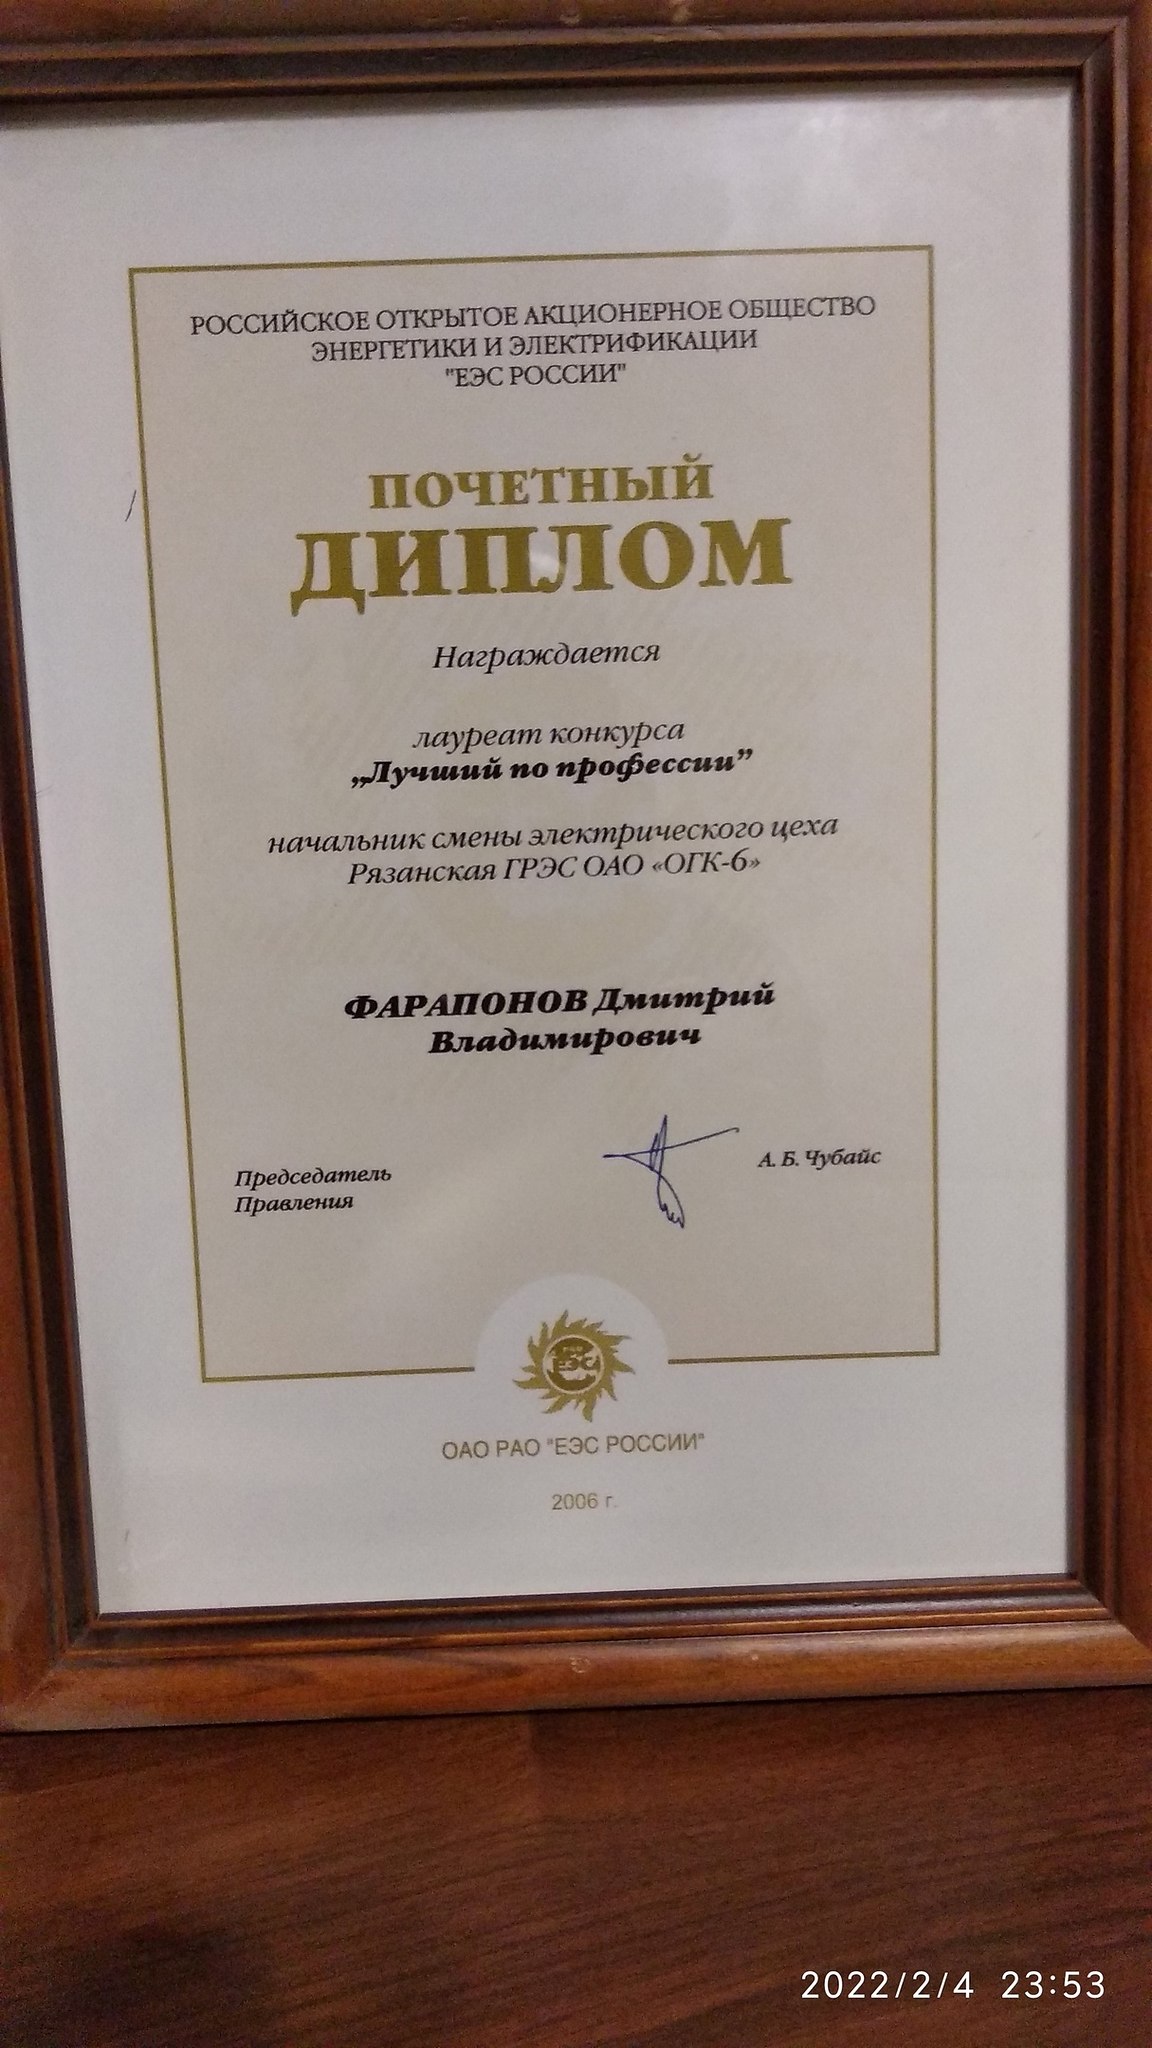 РОССИЙСКОЕ ОТКРЫТОЕ АКЦИОНЕРНОЕ ОБЩЕСТВО
ЭНЕРГЕТИКИ И ЭЛЕКТРИФИКАЦИИ
"ЕЭС РОССИИ"
ПОЧЕТНЫЙ
ДИПЛОМ
Награждается
лауреат конкурса
„Лучший по профессии”
начальник смены электрического цеха
Рязанская ГРЭС ОАО «ОГК-6»
ФАРАПОНОВ Дмитрий
Владимирович
Председатель
Правления
А. Б. Чубайс
ЕЭС
ОАО РАО "ЕЭС РОССИИ"
2006 г.
2022/2/4 23:53